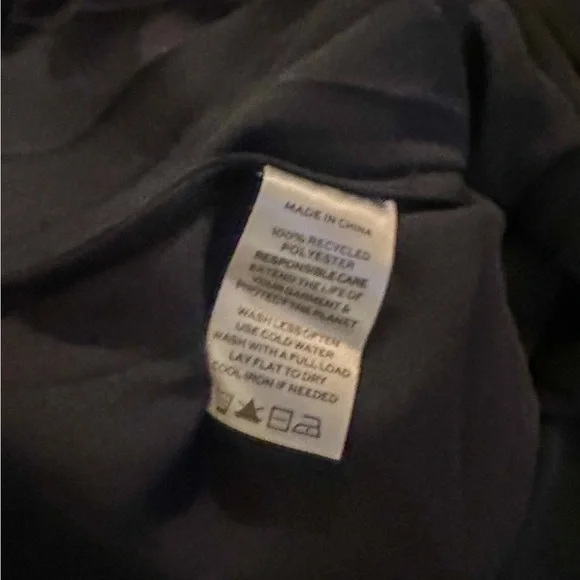 MADE IN CHINA
100% RECYCLED
POLYESTER
RESPONSIBLE CARE
EXTEND THE LIFE OF
YOUR GARMENT &
PROTECT THE PLANET
WASH LESS OFTEN
USE COLD WATER
WASH WITH A FULL LOAD
LAY FLAT TO DRY
COOL IRON IF NEEDED